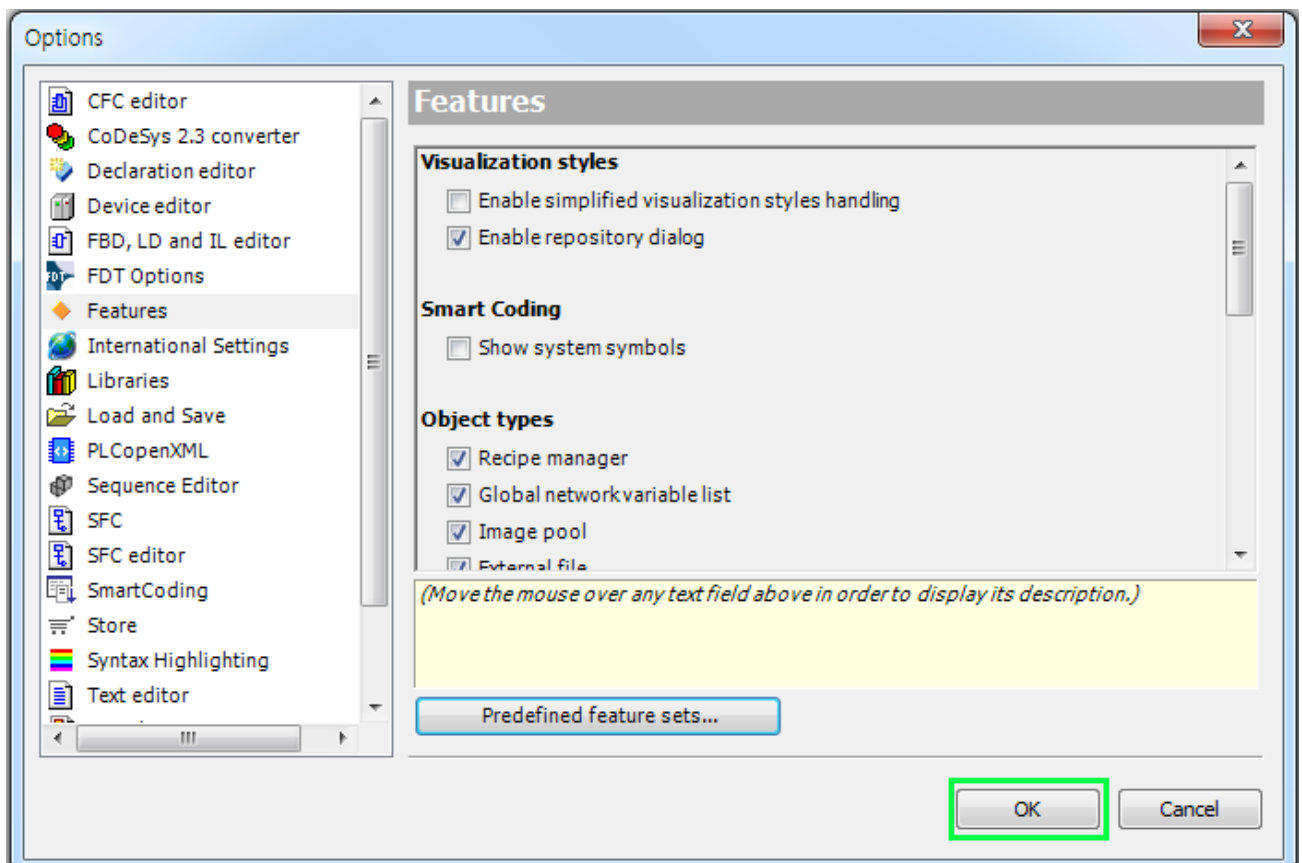 Options
CFC editor
CoDeSys 2.3 converter
Declaration editor
Device editor
FBD, LD and IL editor
FDT Options
Features
International Settings
Libraries
Load and Save
PLCopenXML
Sequence Editor
SFC
SFC editor
SmartCoding
Store
Syntax Highlighting
Text editor
Features
Visualization styles
Enable simplified visualization styles handling
Enable repository dialog
Smart Coding
Show system symbols
Object types
Recipe manager
Global network variable list
Image pool
External file
(Move the mouse over any text field above in order to display its description.)
Predefined feature sets...
OK
Cancel